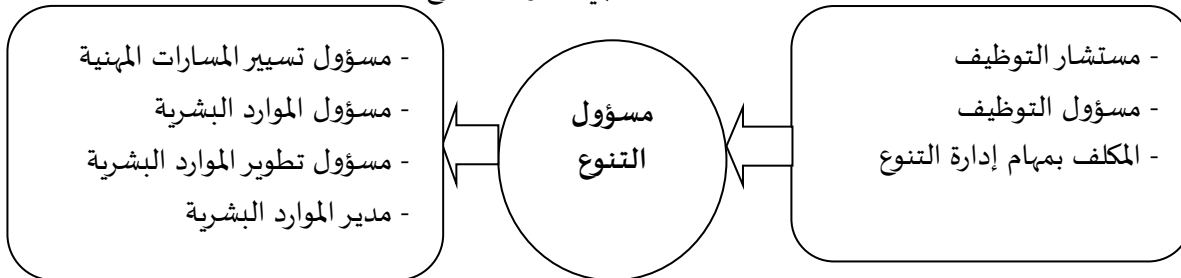 - مستشار التوظيف
- مسؤول التوظيف
- المكلف بمهام إدارة التنوع
مسؤول
التنوع
- مسؤول تسيير المسارات المهنية
- مسؤول الموارد البشرية
- مسؤول تطوير الموارد البشرية
- مدير الموارد البشرية